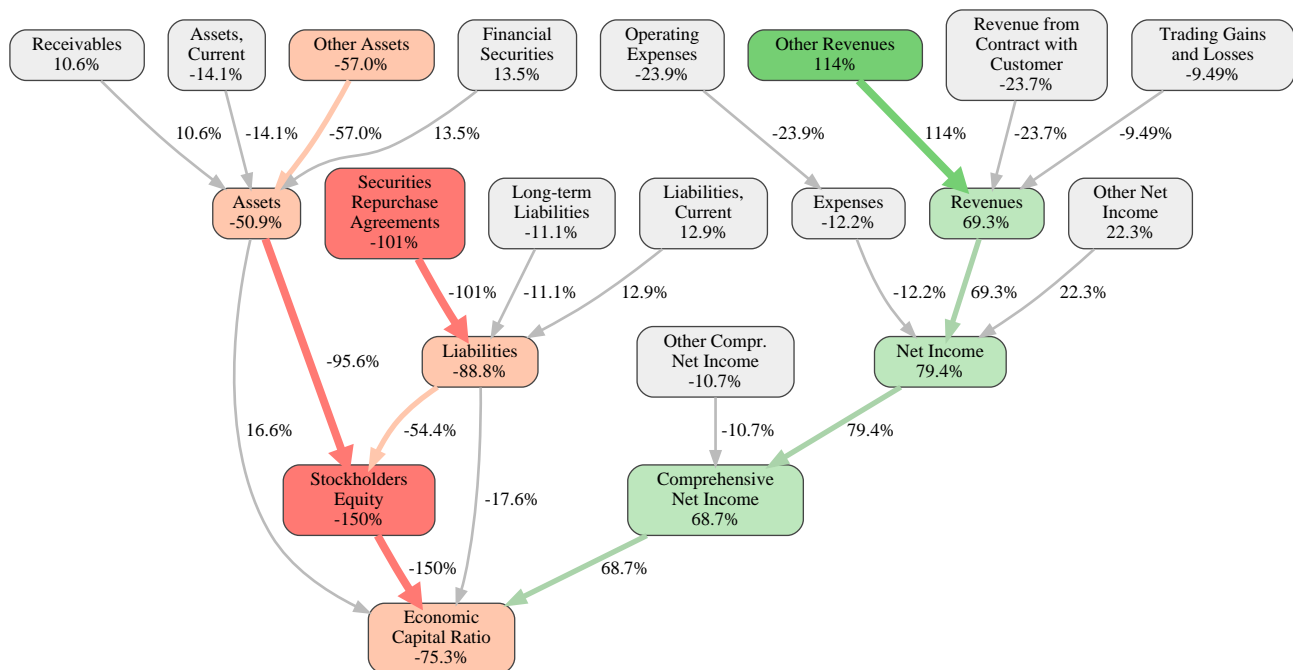 Receivables
10.6%
Assets,
Current
-14.1%
Other Assets
-57.0%
Financial
Securities
13.5%
Operating
Expenses
-23.9%
Other Revenues
114%
Revenue from
Contract with
Customer
-23.7%
Trading Gains
and Losses
-9.49%
10.6%
-14.1%
-57.0%
13.5%
-23.9%
114%
-23.7%
-9.49%
Assets
-50.9%
Securities
Repurchase
Agreements
-101%
Long-term
Liabilities
-11.1%
Liabilities,
Current
12.9%
Expenses
-12.2%
Revenues
69.3%
Other Net
Income
22.3%
-101%
-11.1%
12.9%
-12.2%
69.3%
22.3%
Liabilities
-88.8%
Other Compr.
Net Income
-10.7%
Net Income
79.4%
-95.6%
16.6%
-54.4%
-17.6%
-10.7%
79.4%
Stockholders
Equity
-150%
Comprehensive
Net Income
68.7%
-150%
68.7%
Economic
Capital Ratio
-75.3%